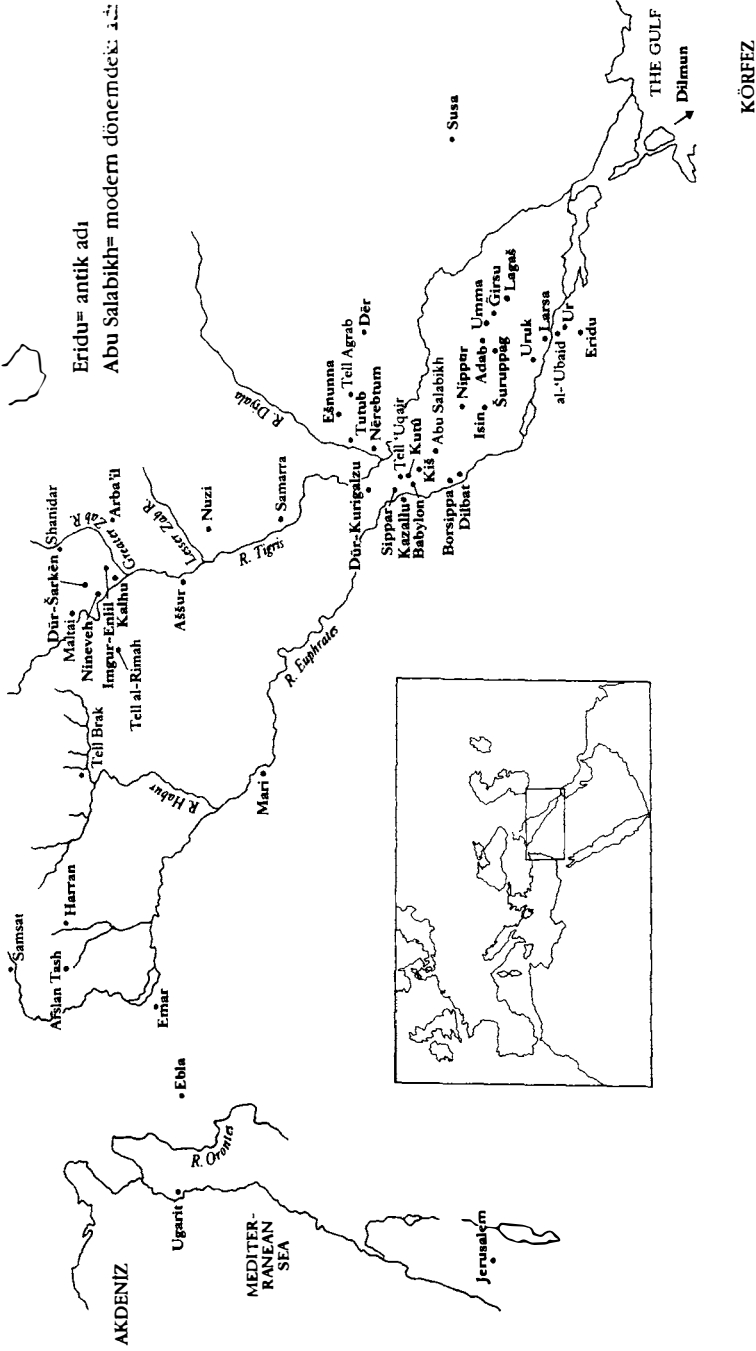 Eridu= antik adı
Abu Salabikh= modern dönemdeki
AKDENİZ
MEDITER-
RANEAN
SEA
Ugarit
R. Orontes
Ebla
Jerusalem
Samsat
Arslan Tash
Harran
Emar
Tell Brak
R. Habur
Mari
R. Euphrates
Dūr-Šarkēn
Shanidar
Maltai
Nineveh
Imgur-Enlil
Kalhu
Tell al-Rimah
Greater Zab R.
Arba'il
Lesser Zab R.
Aššur
Nuzi
R. Tigris
Samarra
R. Diyala
Ešnunna
Tell Agrab
Tutub
Dēr
Nērebtum
Dūr-Kurigalzu
Tell 'Uqair
Sippar
Kutû
Kazallu
Babylon
Kiš
Abu Salabikh
Borsippa
Dilbat
Nippur
Isin
Adab
Umma
Ĝirsu
Lagaš
Šuruppag
Uruk
Larsa
al-'Ubaid
Ur
Eridu
Susa
THE GULF
Dilmun
KÖRFEZ